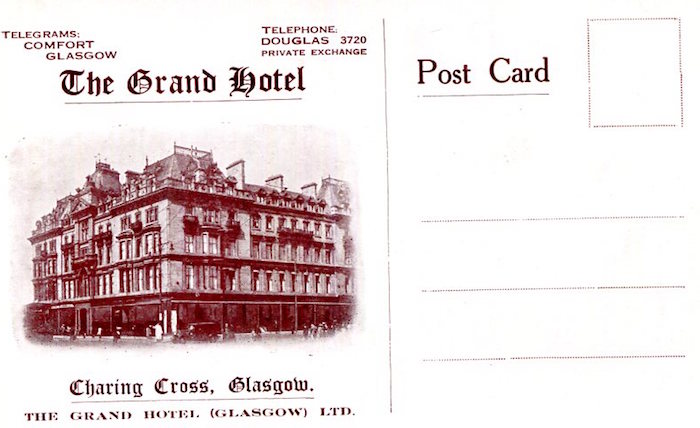 TELEGRAMS:
COMFORT
GLASGOW
TELEPHONE:
DOUGLAS 3720
PRIVATE EXCHANGE
The Grand Hotel
Charing Cross, Glasgow.
THE GRAND HOTEL (GLASGOW) LTD.
Post Card